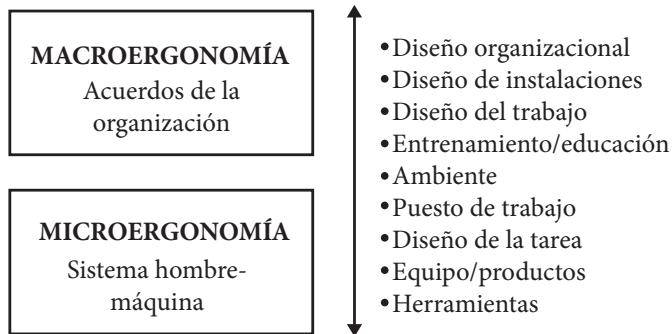 MACROERGONOMÍA
Acuerdos de la
organización
MICROERGONOMÍA
Sistema hombre-
máquina
•Diseño organizacional
•Diseño de instalaciones
•Diseño del trabajo
•Entrenamiento/educación
•Ambiente
•Puesto de trabajo
•Diseño de la tarea
•Equipo/productos
•Herramientas